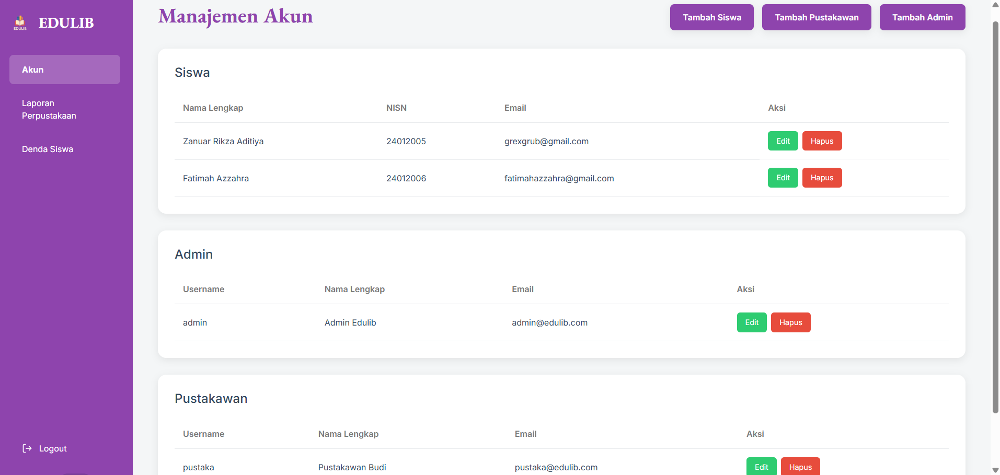 EDULIB
EDULIB
Akun
Laporan
Perpustakaan
Denda Siswa
Logout
Manajemen Akun
Tambah Siswa
Tambah Pustakawan
Tambah Admin
Siswa
Nama Lengkap NISN Email Aksi
Zanuar Rikza Aditiya 24012005 grexgrub@gmail.com Edit Hapus
Fatimah Azzahra 24012006 fatimahazzahra@gmail.com Edit Hapus
Admin
Username Nama Lengkap Email Aksi
admin Admin Edulib admin@edulib.com Edit Hapus
Pustakawan
Username Nama Lengkap Email Aksi
pustaka Pustakawan Budi pustaka@edulib.com Edit Hapus